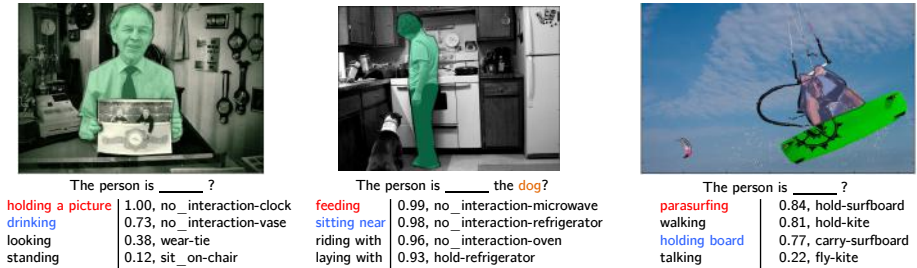 The person is _____ ?
holding a picture 1.00, no_interaction-clock
drinking 0.73, no_interaction-vase
looking 0.38, wear-tie
standing 0.12, sit_on-chair
The person is _____ the dog?
feeding 0.99, no_interaction-microwave
sitting near 0.98, no_interaction-refrigerator
riding with 0.96, no_interaction-oven
laying with 0.93, hold-refrigerator
The person is _____ ?
parasurfing 0.84, hold-surfboard
walking 0.81, hold-kite
holding board 0.77, carry-surfboard
talking 0.22, fly-kite